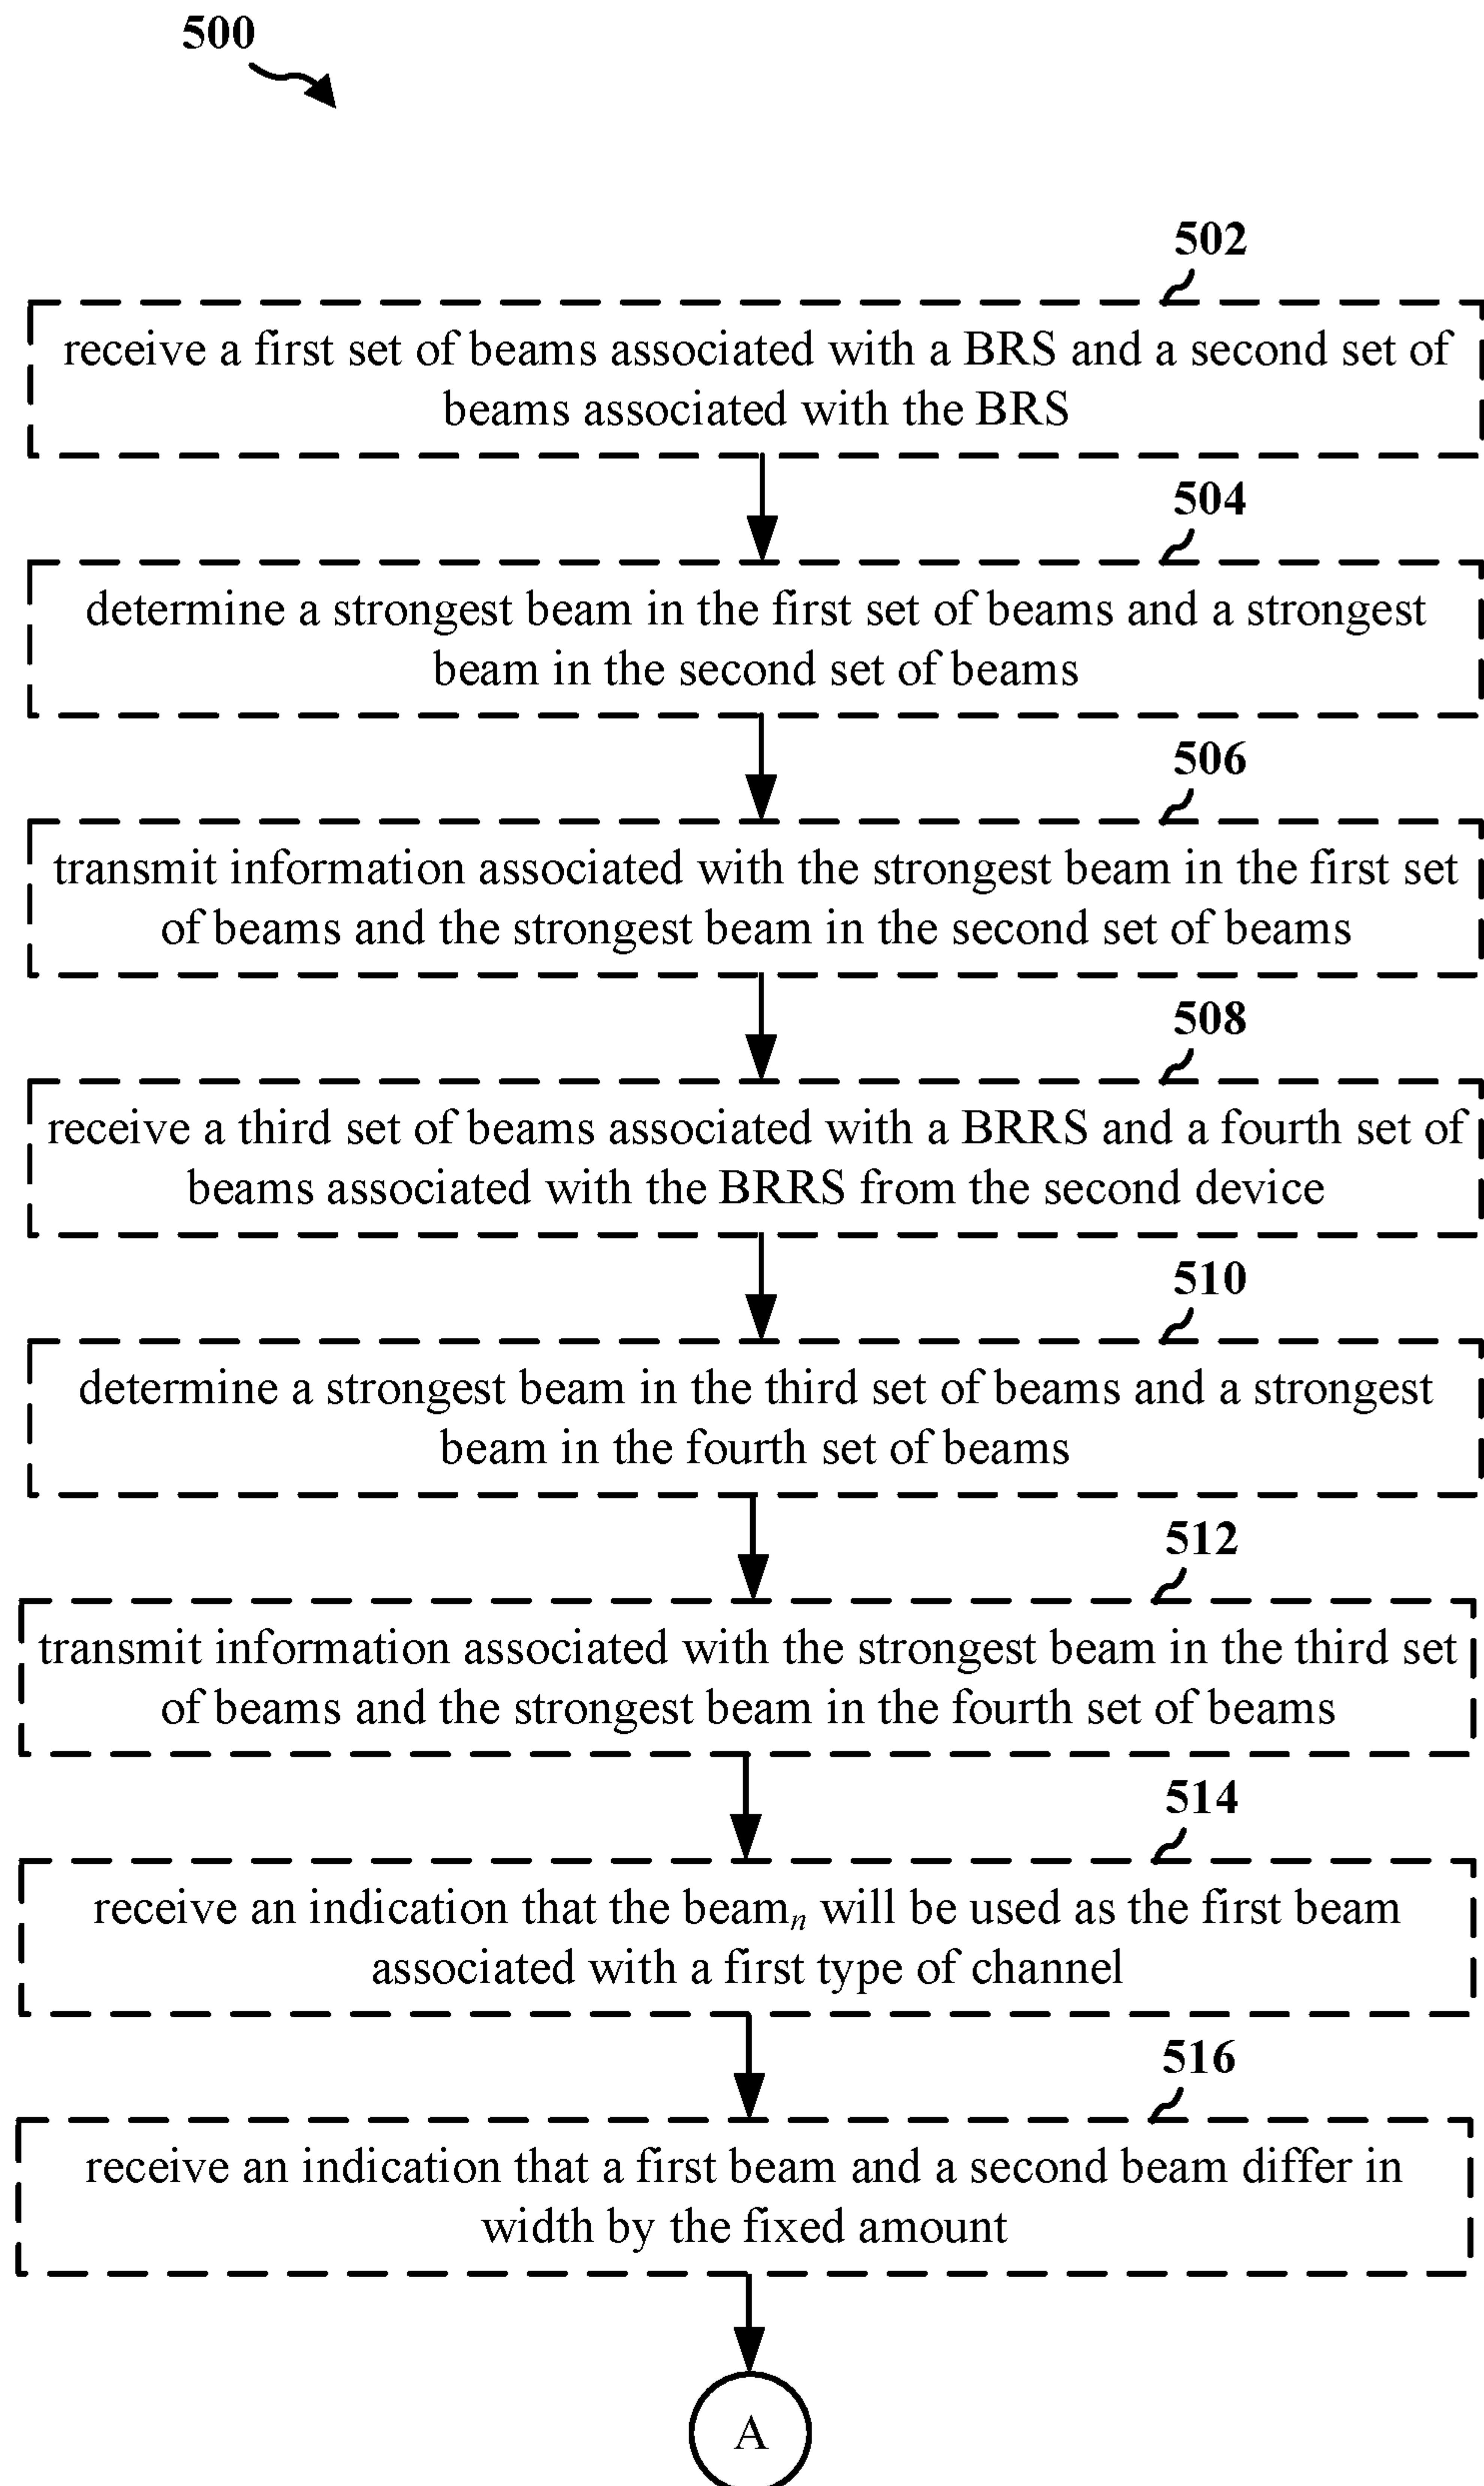 500
502
receive a first set of beams associated with a BRS and a second set of
beams associated with the BRS
504
determine a strongest beam in the first set of beams and a strongest
beam in the second set of beams
506
transmit information associated with the strongest beam in the first set
of beams and the strongest beam in the second set of beams
508
receive a third set of beams associated with a BRRS and a fourth set of
beams associated with the BRRS from the second device
510
determine a strongest beam in the third set of beams and a strongest
beam in the fourth set of beams
512
transmit information associated with the strongest beam in the third set
of beams and the strongest beam in the fourth set of beams
514
receive an indication that the beamₙ will be used as the first beam
associated with a first type of channel
516
receive an indication that a first beam and a second beam differ in
width by the fixed amount
A